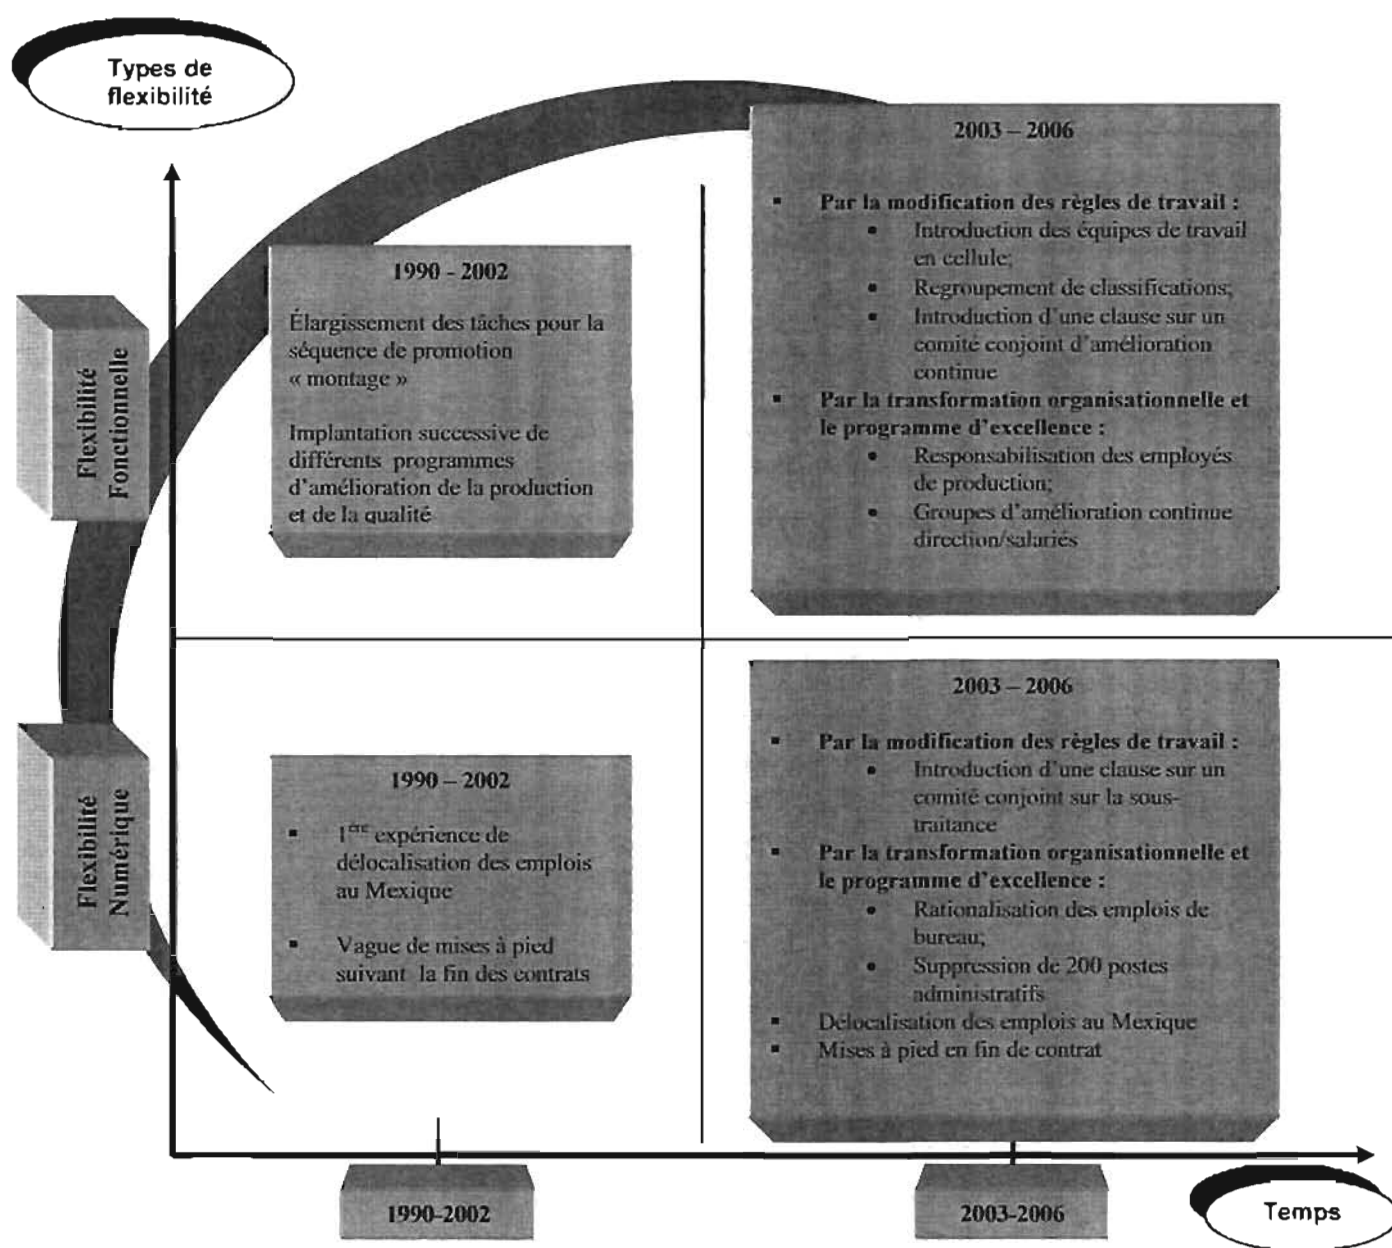 Types de
flexibilité
Flexibilité
Fonctionnelle
1990 - 2002
Élargissement des tâches pour la
séquence de promotion
« montage »
Implantation successive de
différents programmes
d'amélioration de la production
et de la qualité
2003 – 2006
▪ Par la modification des règles de travail :
• Introduction des équipes de travail
en cellule;
• Regroupement de classifications;
• Introduction d'une clause sur un
comité conjoint d'amélioration
continue
▪ Par la transformation organisationnelle et
le programme d'excellence :
• Responsabilisation des employés
de production;
• Groupes d'amélioration continue
direction/salariés
Flexibilité
Numérique
1990 – 2002
▪ 1ère expérience de
délocalisation des emplois
au Mexique
▪ Vague de mises à pied
suivant la fin des contrats
2003 – 2006
▪ Par la modification des règles de travail :
• Introduction d'une clause sur un
comité conjoint sur la sous-
traitance
▪ Par la transformation organisationnelle et
le programme d'excellence :
• Rationalisation des emplois de
bureau;
• Suppression de 200 postes
administratifs
▪ Délocalisation des emplois au Mexique
▪ Mises à pied en fin de contrat
1990-2002
2003-2006
Temps